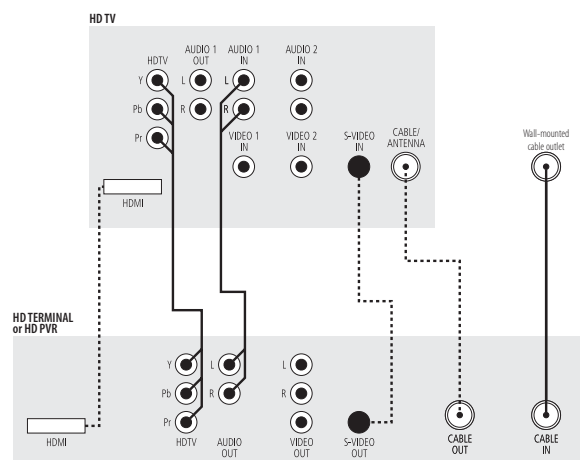 HD TV
HDTV
AUDIO 1
OUT
AUDIO 1
IN
AUDIO 2
IN
Y
L
L
Pb
R
R
Pr
VIDEO 1
IN
VIDEO 2
IN
S-VIDEO
IN
CABLE/
ANTENNA
Wall-mounted
cable outlet
HDMI
HD TERMINAL
or HD PVR
Y
L
L
Pb
R
R
Pr
HDMI
HDTV
AUDIO
OUT
VIDEO
OUT
S-VIDEO
OUT
CABLE
OUT
CABLE
IN